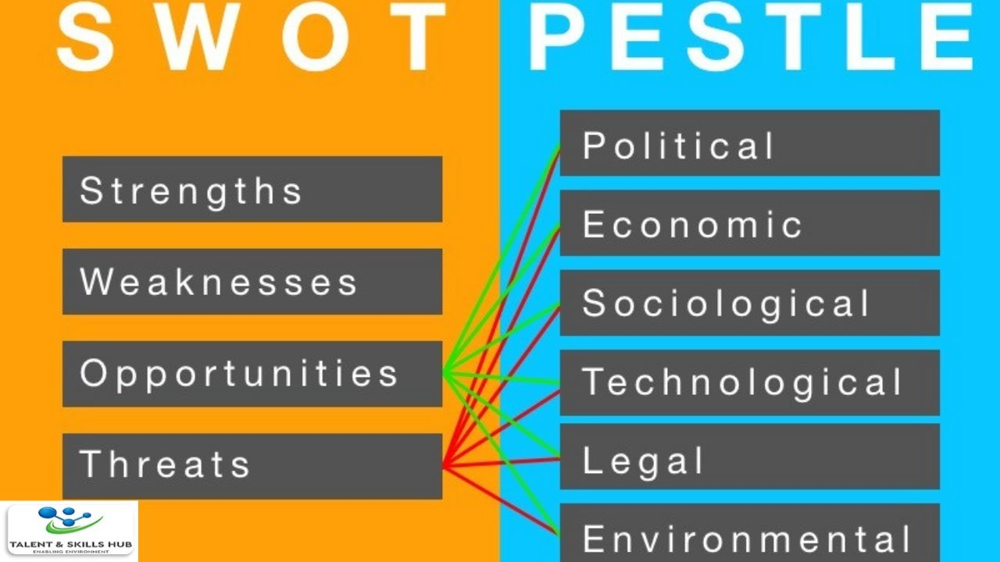 SWOT
Strengths
Weaknesses
Opportunities
Threats
TALENT & SKILLS HUB
ENABLING ENVIRONMENT
PESTLE
Political
Economic
Sociological
Technological
Legal
Environmental